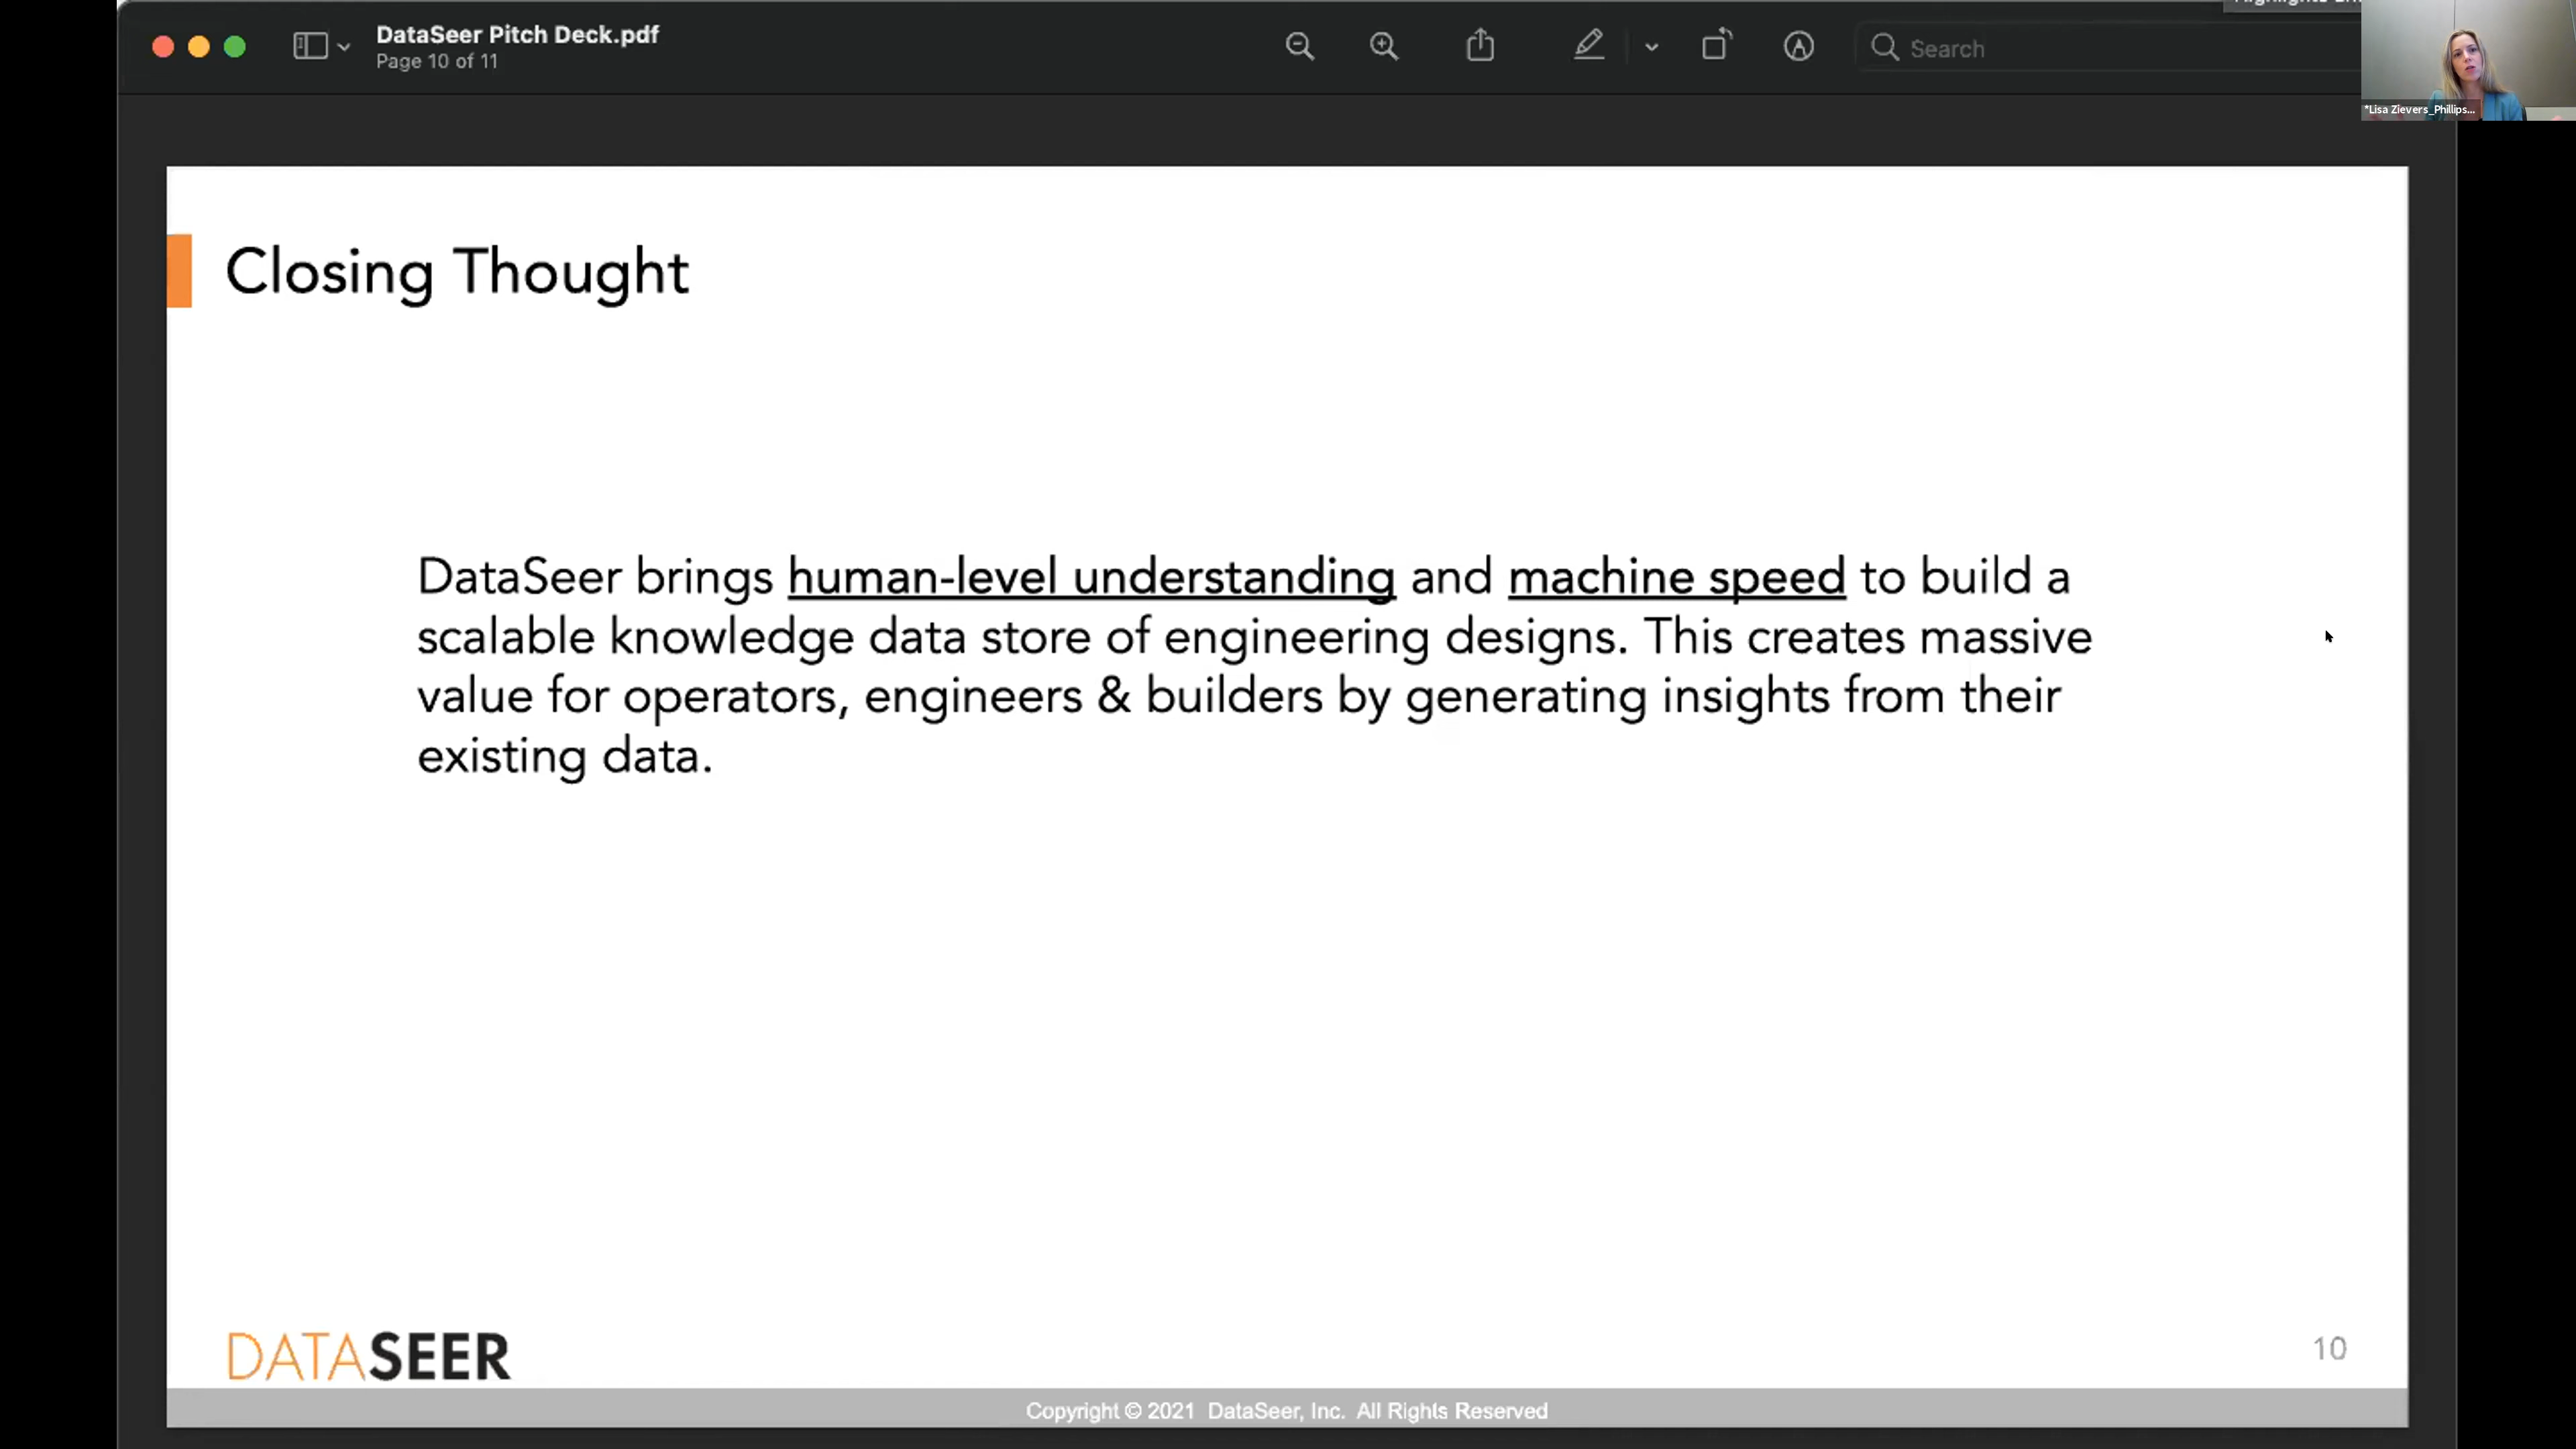 DataSeer Pitch Deck.pdf
Page 10 of 11
Search
*Lisa Zievers_Phillips...
Closing Thought
DataSeer brings human-level understanding and machine speed to build a
scalable knowledge data store of engineering designs. This creates massive
value for operators, engineers & builders by generating insights from their
existing data.
DATASEER
10
Copyright © 2021 DataSeer, Inc. All Rights Reserved